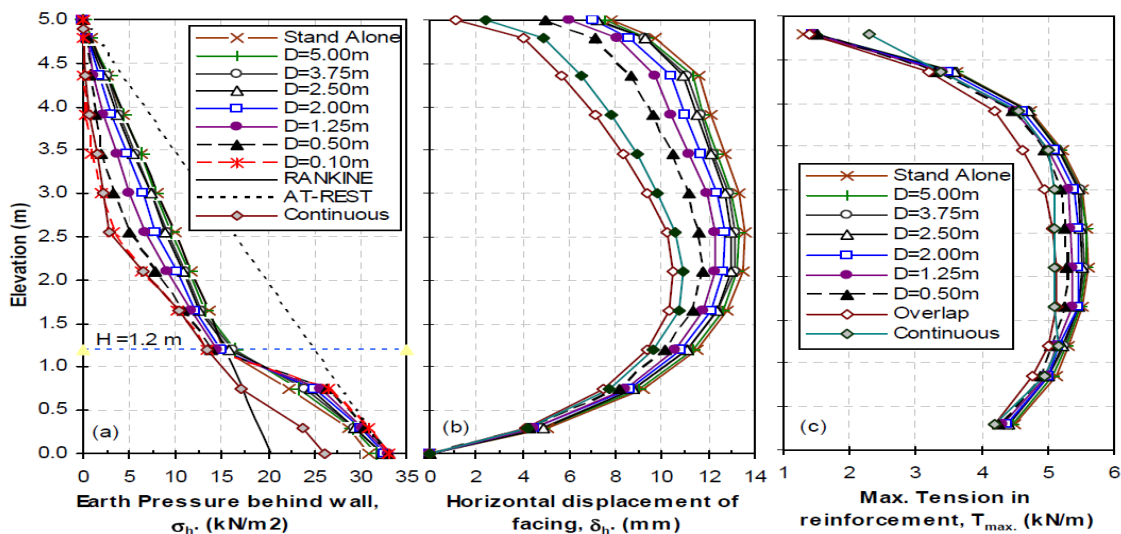 5.0
4.5
4.0
3.5
3.0
2.5
2.0
1.5
1.0
0.5
0.0
Elevation (m)
Stand Alone
D=5.00m
D=3.75m
D=2.50m
D=2.00m
D=1.25m
D=0.50m
D=0.10m
RANKINE
AT-REST
Continuous
H =1.2 m
(a)
0 5 10 15 20 25 30 35
Earth Pressure behind wall,
σh. (kN/m2)
(b)
0 2 4 6 8 10 12 14
Horizontal displacement of
facing, δh. (mm)
Stand Alone
D=5.00m
D=3.75m
D=2.50m
D=2.00m
D=1.25m
D=0.50m
Overlap
Continuous
(c)
1 2 3 4 5 6
Max. Tension in
reinforcement, Tmax. (kN/m)